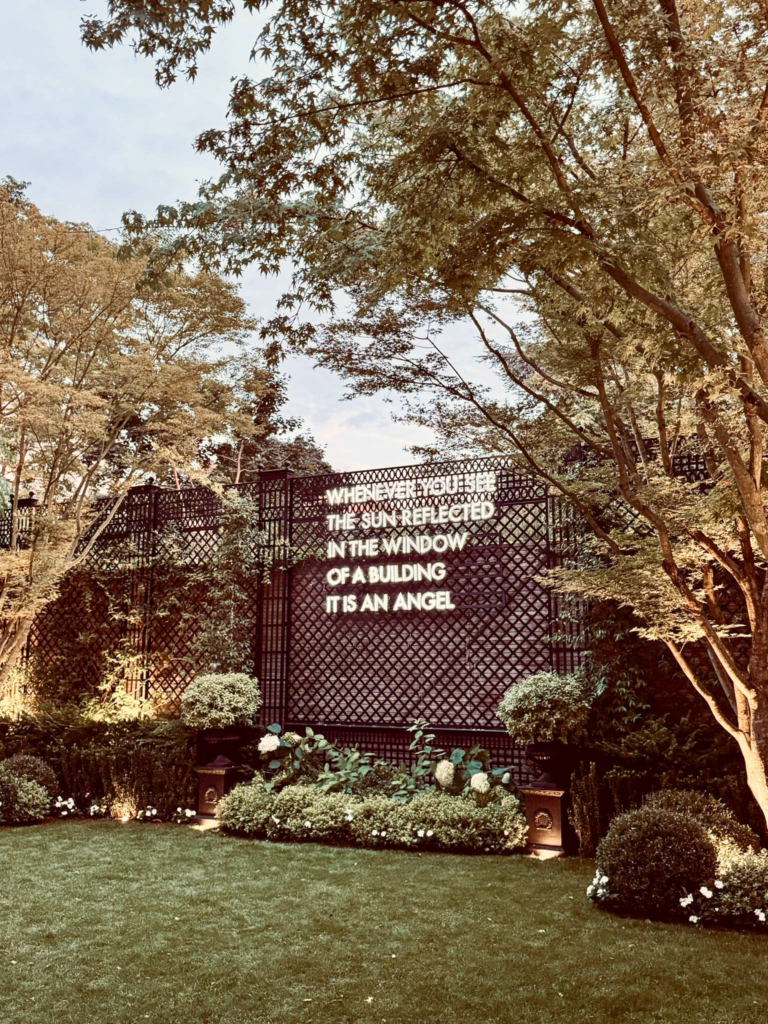 WHENEVER YOU SEE
THE SUN REFLECTED
IN THE WINDOW
OF A BUILDING
IT IS AN ANGEL